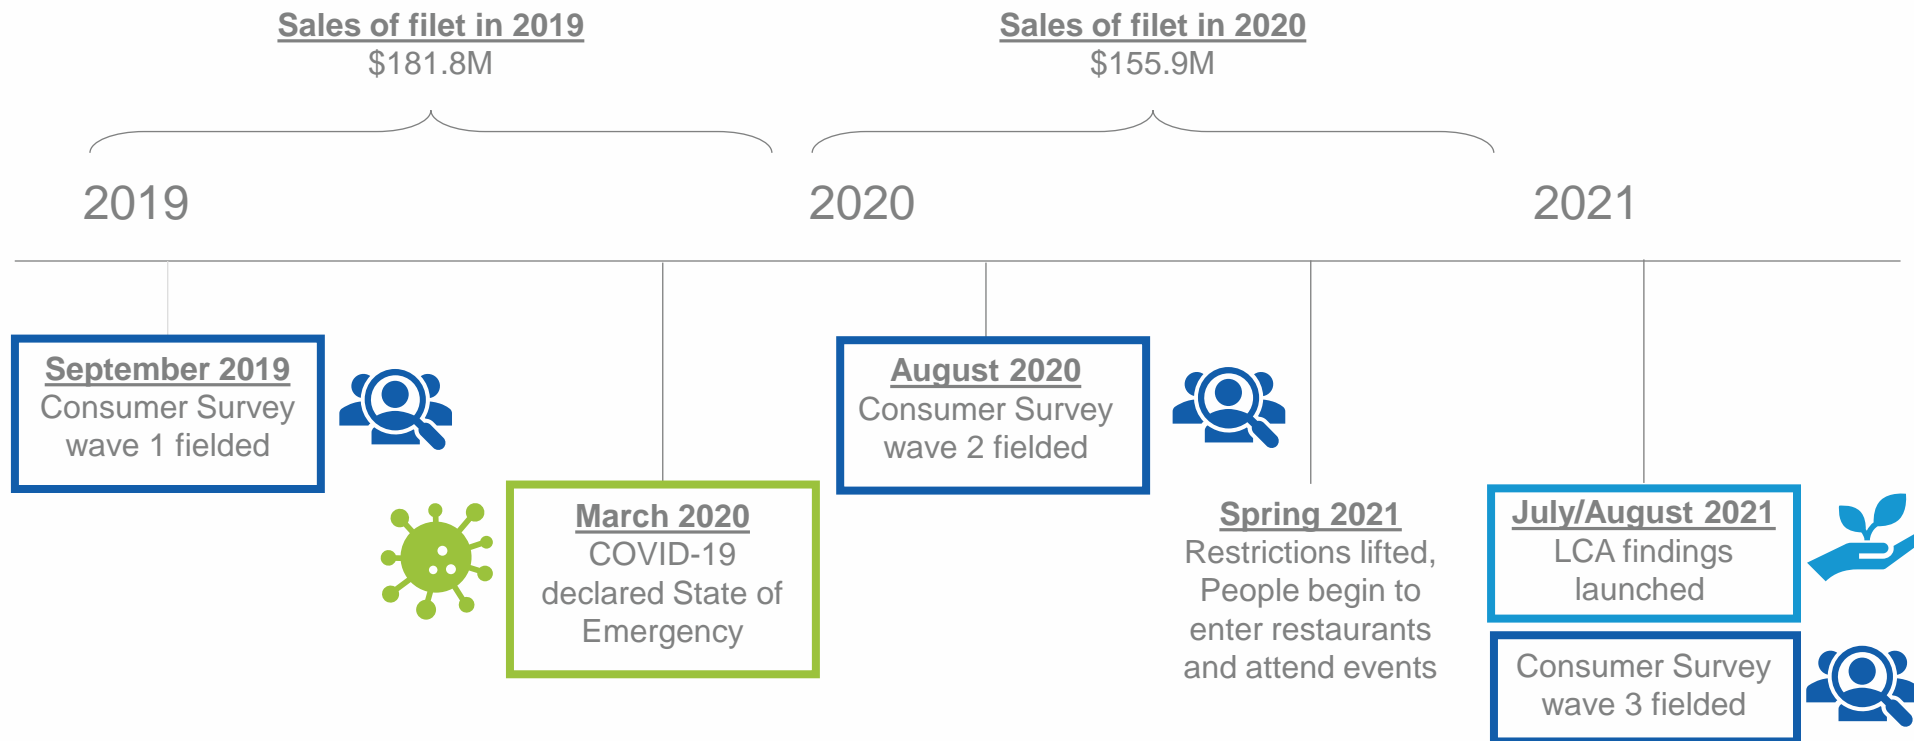 Sales of filet in 2019
$181.8M
Sales of filet in 2020
$155.9M
2019
2020
2021
September 2019
Consumer Survey
wave 1 fielded
March 2020
COVID-19
declared State of
Emergency
August 2020
Consumer Survey
wave 2 fielded
Spring 2021
Restrictions lifted,
People begin to
enter restaurants
and attend events
July/August 2021
LCA findings
launched
Consumer Survey
wave 3 fielded